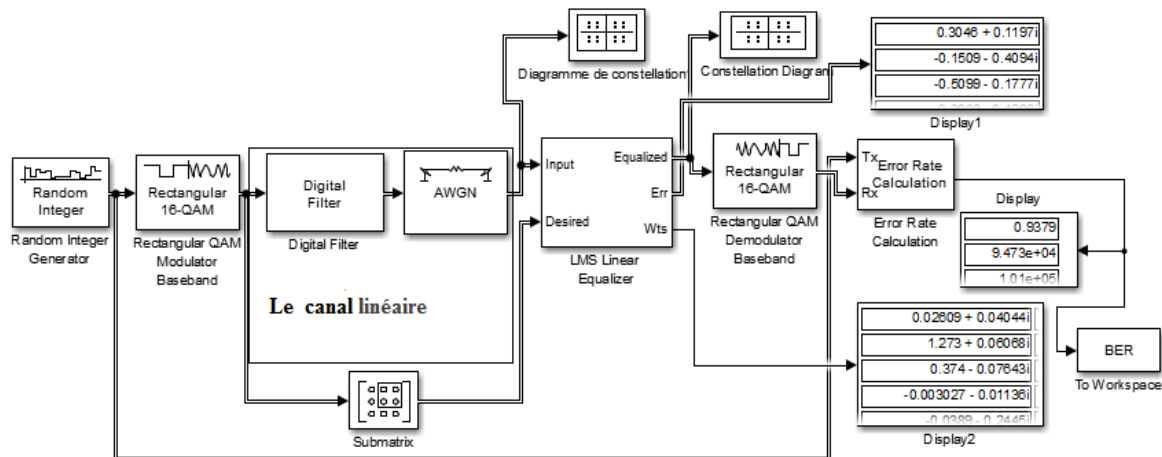 Diagramme de constellation
Constellation Diagram
0.3046 + 0.1197i
-0.1509 - 0.4094i
-0.5099 - 0.1777i
Display1
Random
Integer
Random Integer
Generator
Rectangular
16-QAM
Rectangular QAM
Modulator
Baseband
Digital
Filter
Digital Filter
AWGN
Le canal linéaire
Submatrix
Input
Desired
Equalized
Err
Wts
LMS Linear
Equalizer
Rectangular
16-QAM
Rectangular QAM
Demodulator
Baseband
Tx
Rx
Error Rate
Calculation
Error Rate
Calculation
Display
0.9379
9.473e+04
1.01e+05
0.02609 + 0.04044i
1.273 + 0.06068i
0.374 - 0.07643i
-0.003027 - 0.01136i
-0.0389 - 0.2445i
Display2
BER
To Workspace